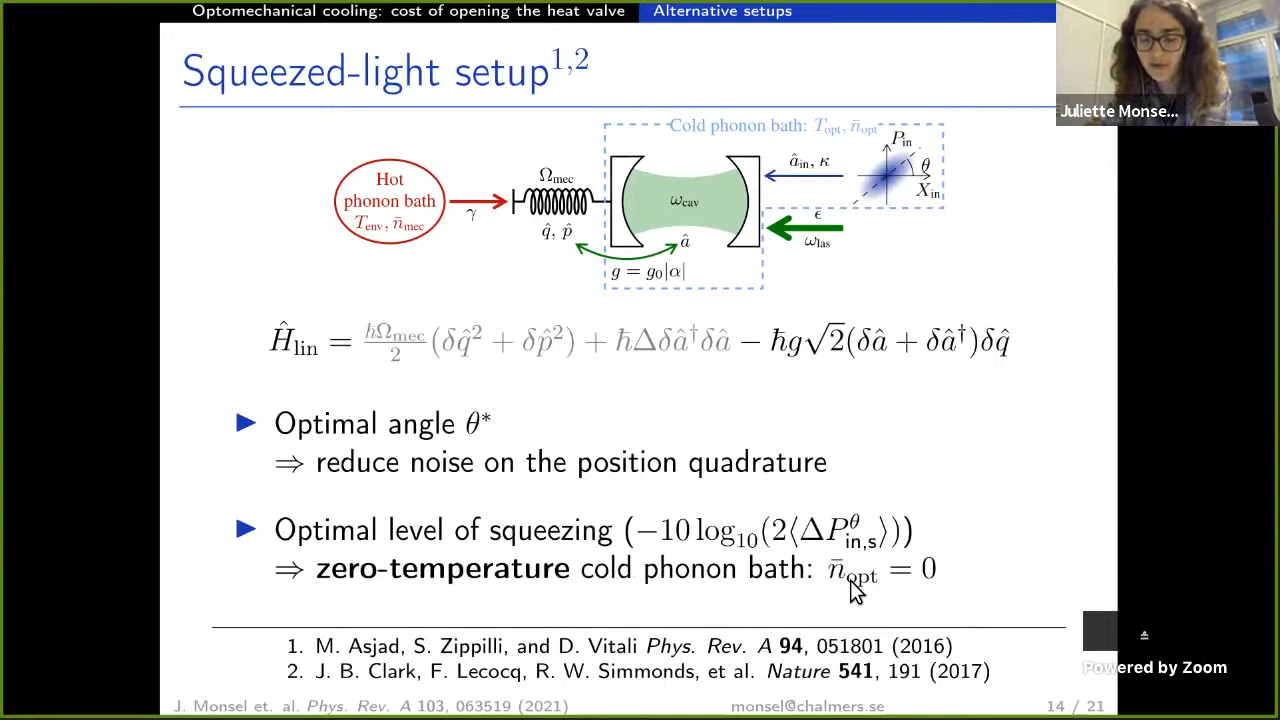 Optomechanical cooling: cost of opening the heat valve
Alternative setups
Squeezed-light setup¹,²
Juliette Monse...
Cold phonon bath: T_opt, n̄_opt
P_in
θ
X_in
â_in, κ
Hot
phonon bath
T_env, n̄_mec
γ
Ω_mec
q̂, p̂
ω_cav
â
ϵ
ω_las
g = g₀|α|
Ĥ_lin = ħΩ_mec/2 (δq̂² + δp̂²) + ħΔδâ†δâ − ħg√2(δâ + δâ†)δq̂
▶ Optimal angle θ*
⇒ reduce noise on the position quadrature
▶ Optimal level of squeezing (−10 log₁₀(2⟨ΔP^θ_in,s⟩))
⇒ zero-temperature cold phonon bath: n̄_opt = 0
1. M. Asjad, S. Zippilli, and D. Vitali Phys. Rev. A 94, 051801 (2016)
2. J. B. Clark, F. Lecocq, R. W. Simmonds, et al. Nature 541, 191 (2017)
Powered by Zoom
J. Monsel et. al. Phys. Rev. A 103, 063519 (2021)
monsel@chalmers.se
14 / 21